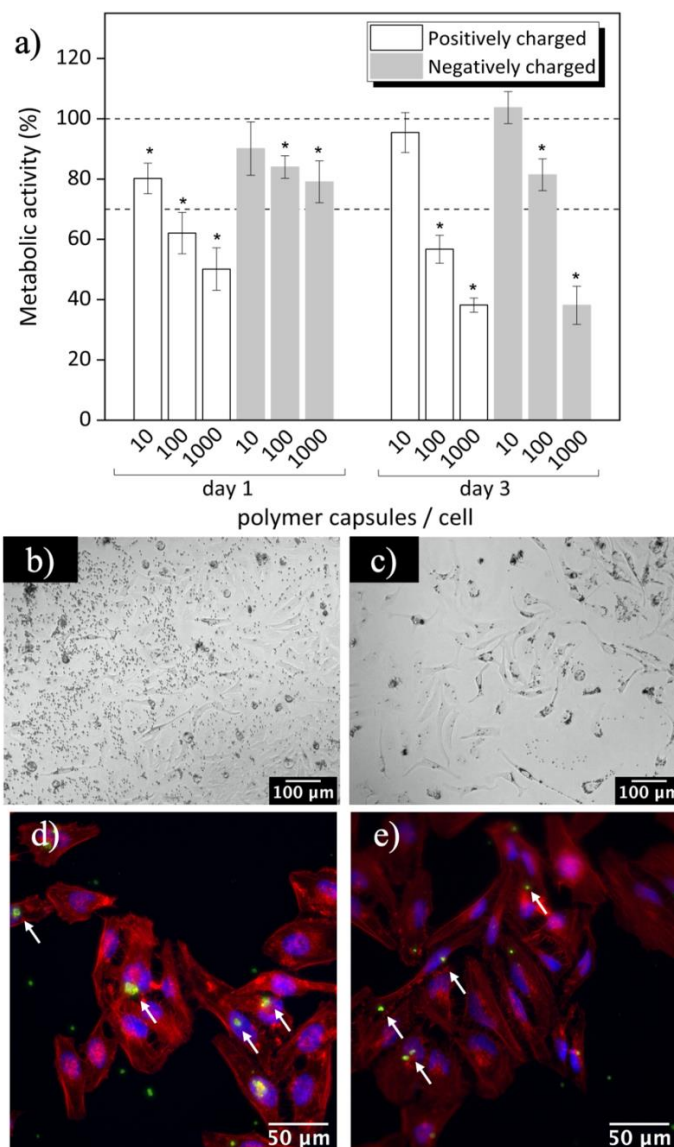 a)
Positively charged
Negatively charged
Metabolic activity (%)
120
100
80
60
40
20
0
* * * * * * * * *
10 100 1000 10 100 1000 10 100 1000 10 100 1000
day 1 day 3
polymer capsules / cell
b) c)
100 µm 100 µm
d) e)
50 µm 50 µm